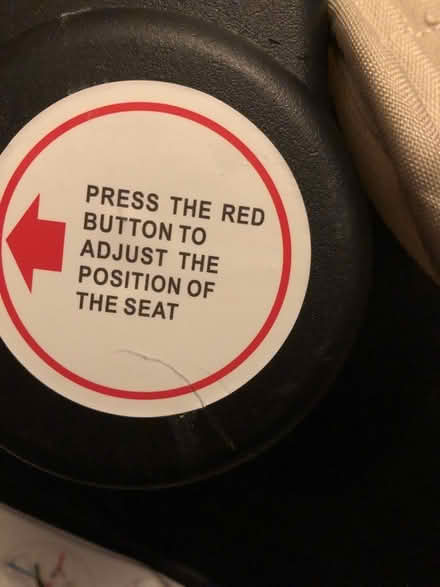 PRESS THE RED
BUTTON TO
ADJUST THE
POSITION OF
THE SEAT